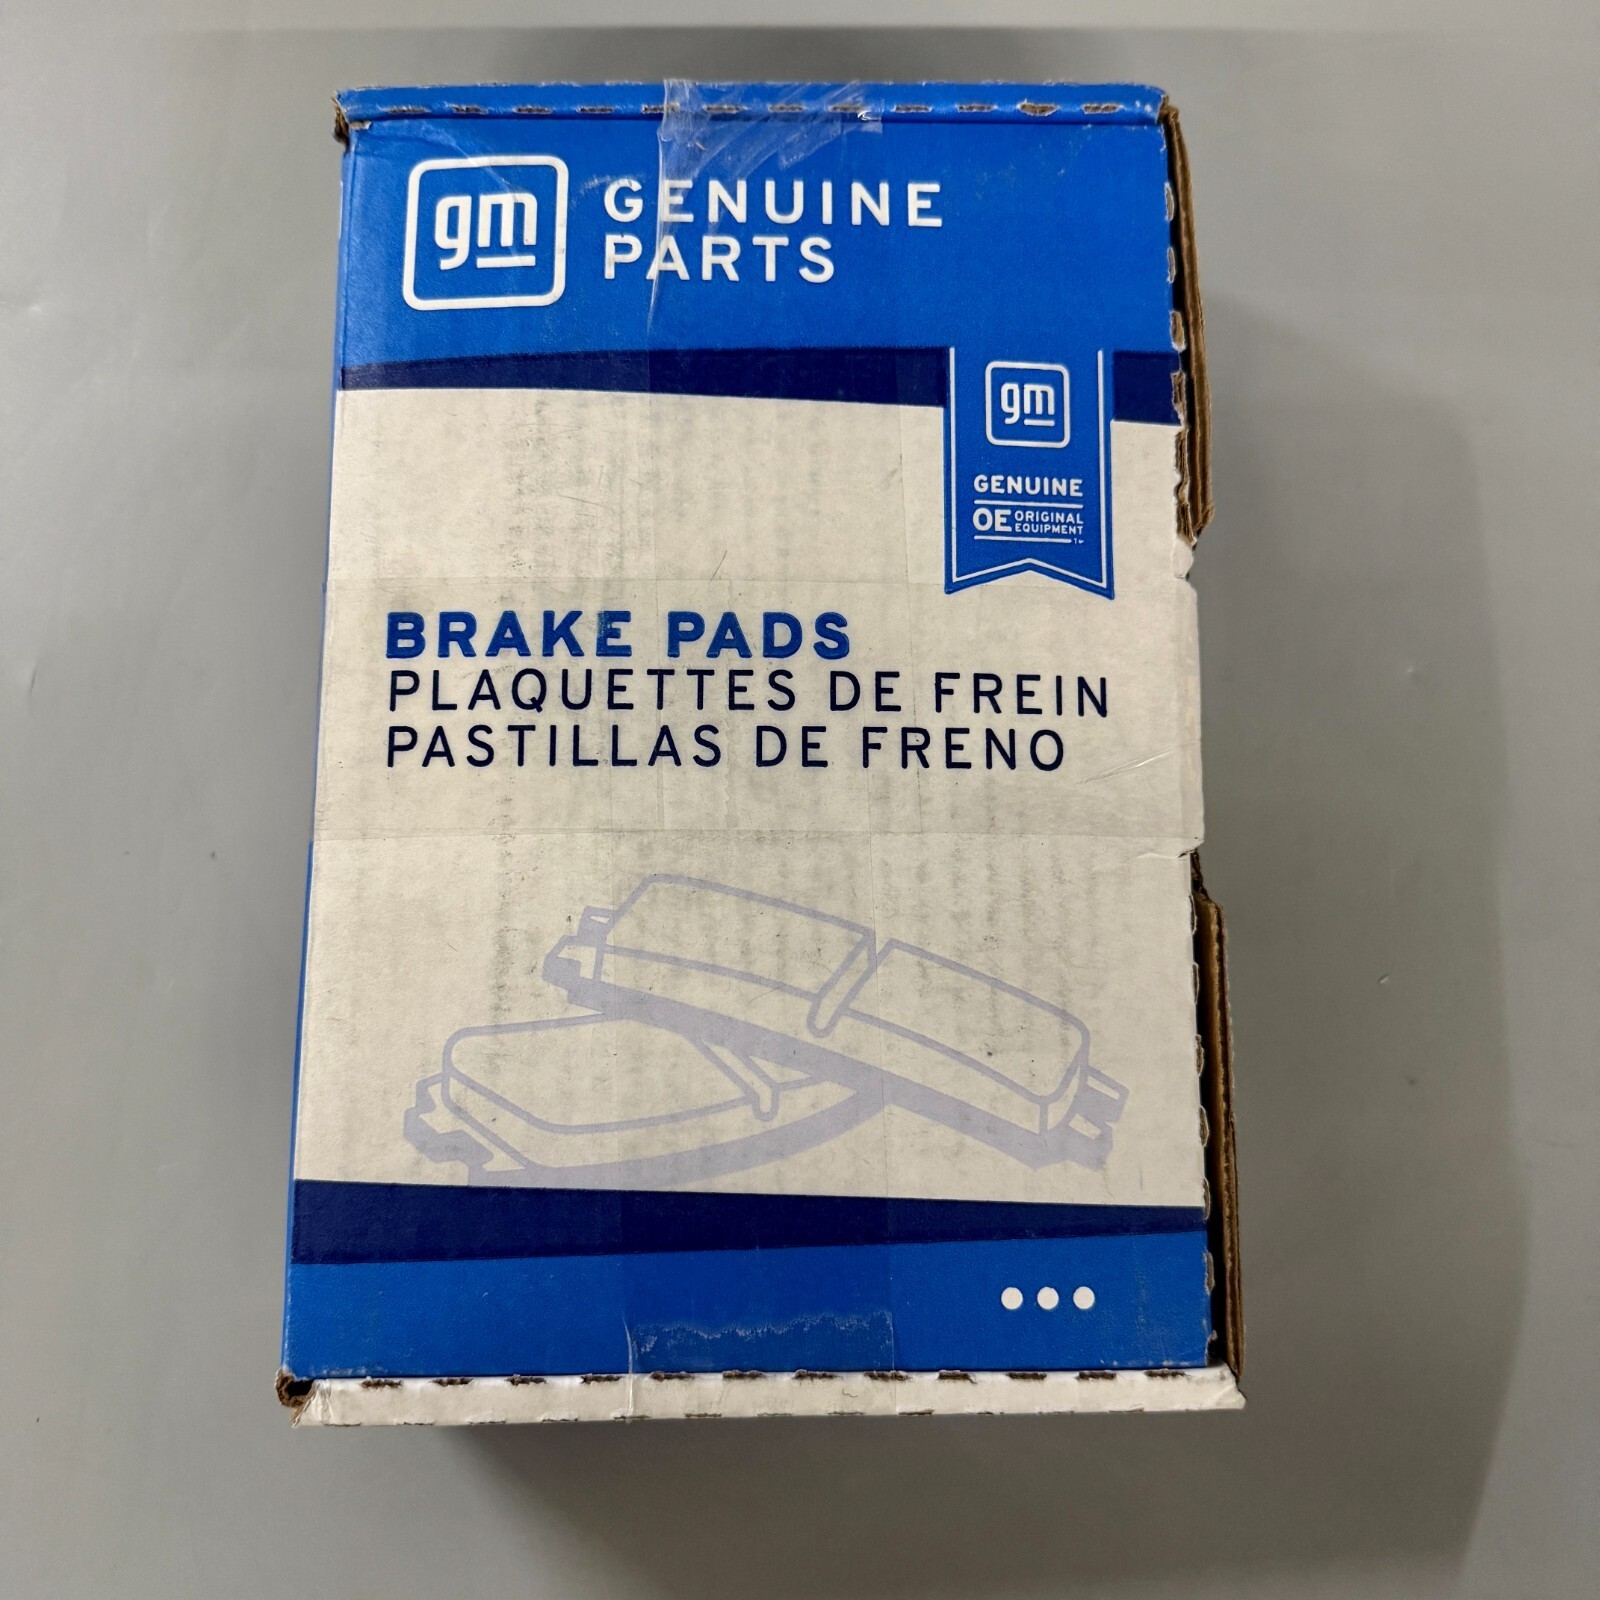 gm
GENUINE
PARTS
gm
GENUINE
OE ORIGINAL
EQUIPMENT
BRAKE PADS
PLAQUETTES DE FREIN
PASTILLAS DE FRENO